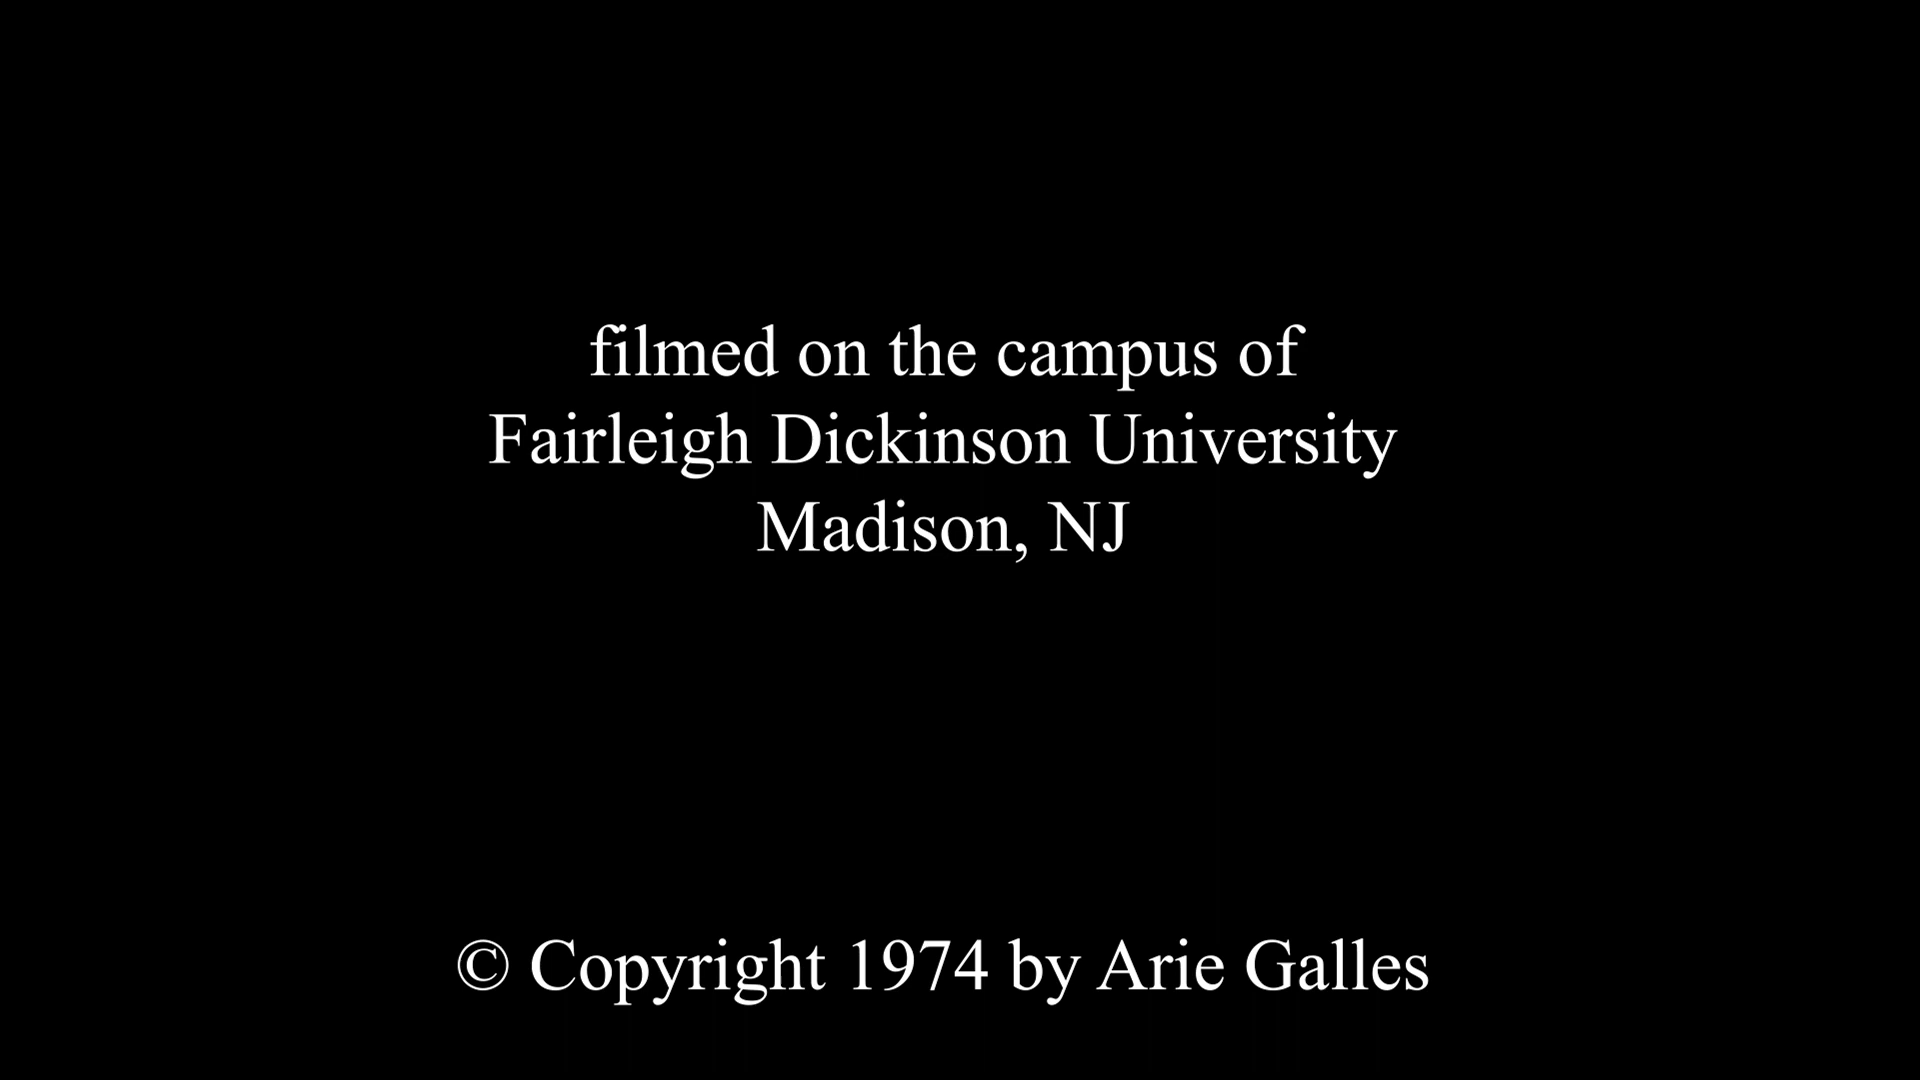 filmed on the campus of
Fairleigh Dickinson University
Madison, NJ
© Copyright 1974 by Arie Galles